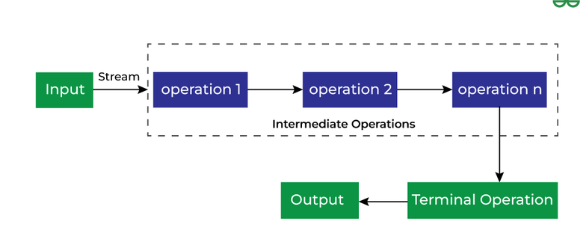 Stream
Input
operation 1
operation 2
operation n
Intermediate Operations
Output
Terminal Operation